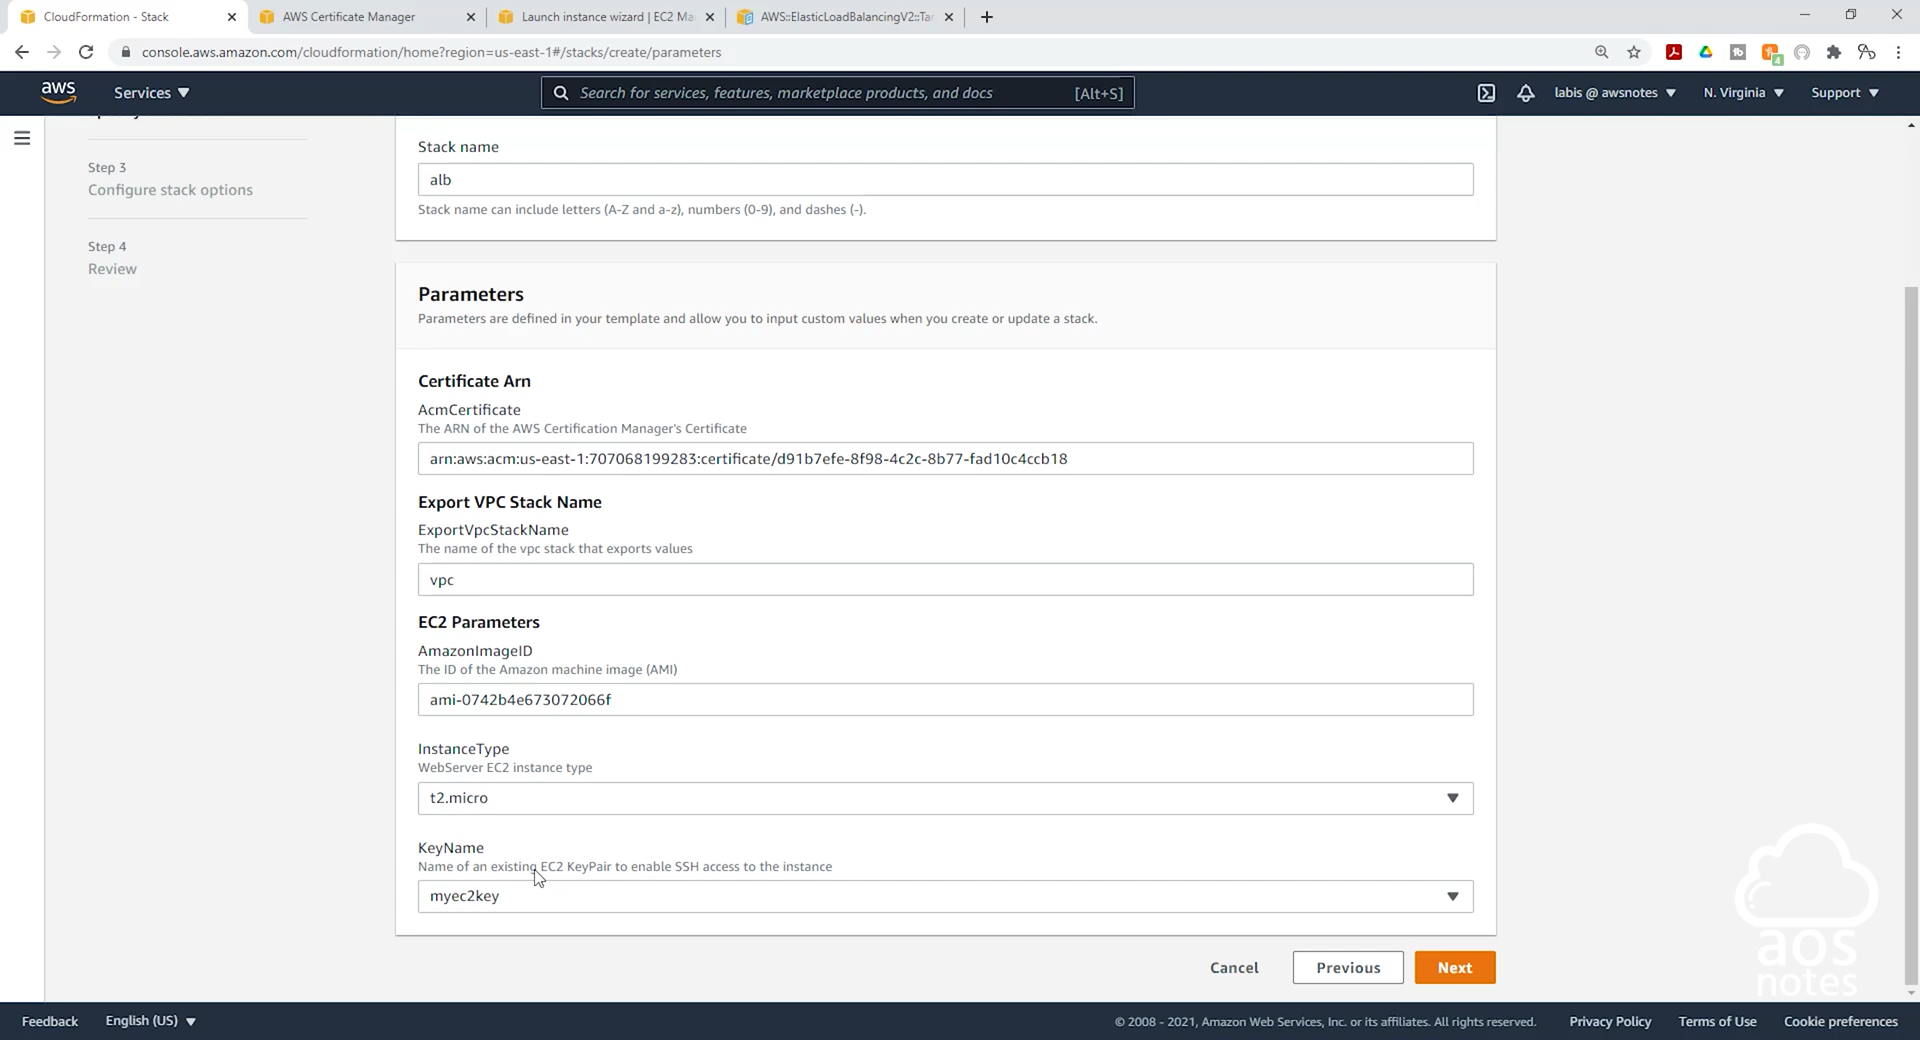 CloudFormation - Stack
AWS Certificate Manager
Launch instance wizard | EC2 Ma
AWS::ElasticLoadBalancingV2::Tar
console.aws.amazon.com/cloudformation/home?region=us-east-1#/stacks/create/parameters
4
aws
Services
Search for services, features, marketplace products, and docs
[Alt+S]
labis @ awsnotes
N. Virginia
Support
Step 3
Configure stack options
Step 4
Review
Stack name
alb
Stack name can include letters (A-Z and a-z), numbers (0-9), and dashes (-).
Parameters
Parameters are defined in your template and allow you to input custom values when you create or update a stack.
Certificate Arn
AcmCertificate
The ARN of the AWS Certification Manager's Certificate
arn:aws:acm:us-east-1:707068199283:certificate/d91b7efe-8f98-4c2c-8b77-fad10c4ccb18
Export VPC Stack Name
ExportVpcStackName
The name of the vpc stack that exports values
vpc
EC2 Parameters
AmazonImageID
The ID of the Amazon machine image (AMI)
ami-0742b4e673072066f
InstanceType
WebServer EC2 instance type
t2.micro
KeyName
Name of an existing EC2 KeyPair to enable SSH access to the instance
myec2key
Cancel
Previous
Next
aos
notes
Feedback
English (US)
© 2008 - 2021, Amazon Web Services, Inc. or its affiliates. All rights reserved.
Privacy Policy
Terms of Use
Cookie preferences